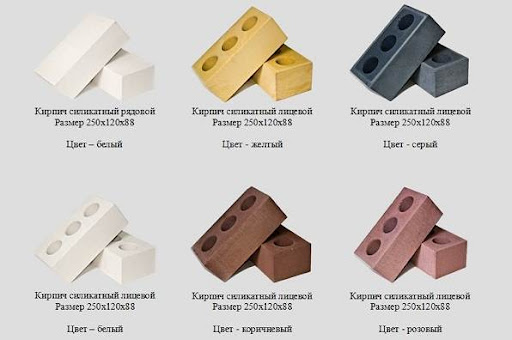 Кирпич силикатный рядовой
Размер 250х120х88
Цвет – белый
Кирпич силикатный лицевой
Размер 250х120х88
Цвет - желтый
Кирпич силикатный лицевой
Размер 250х120х88
Цвет - серый
Кирпич силикатный лицевой
Размер 250х120х88
Цвет – белый
Кирпич силикатный лицевой
Размер 250х120х88
Цвет - коричневый
Кирпич силикатный лицевой
Размер 250х120х88
Цвет - розовый